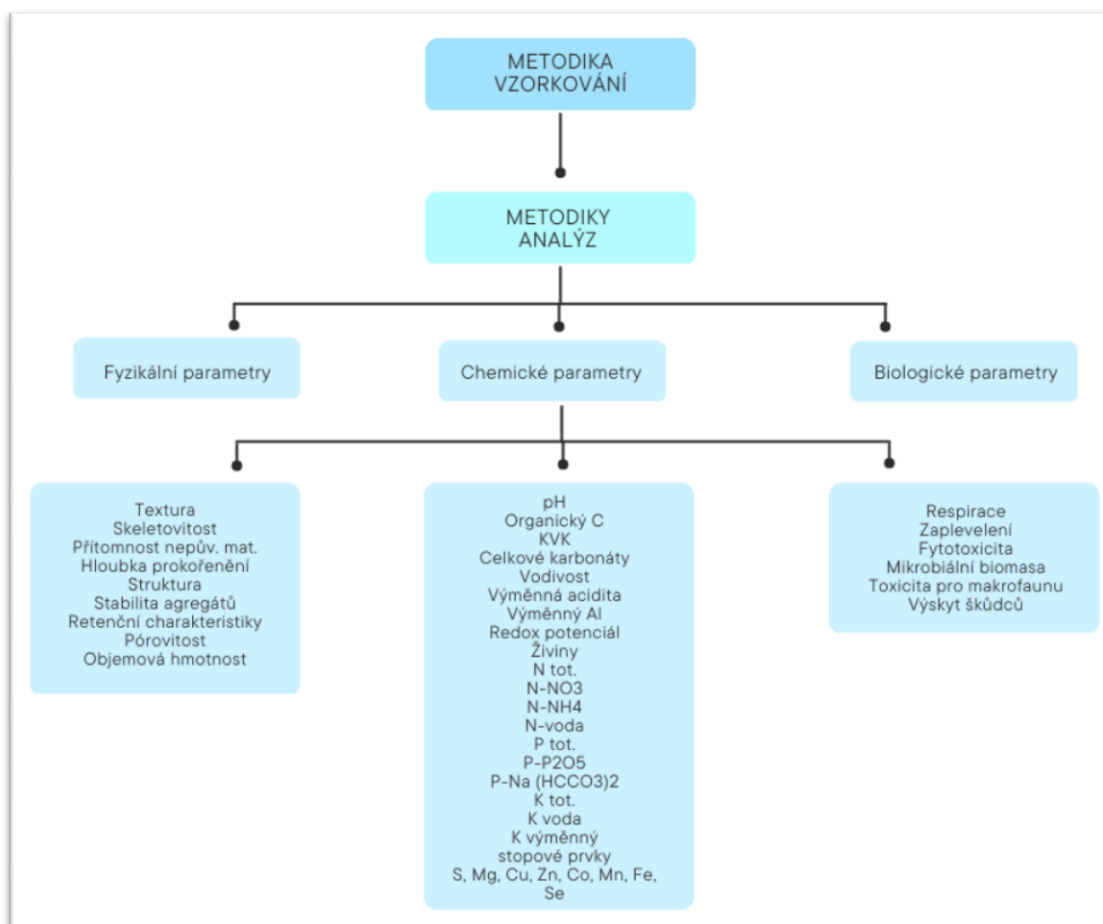 METODIKA
VZORKOVÁNÍ
METODIKY
ANALÝZ
Fyzikální parametry
Chemické parametry
Biologické parametry
Textura
Skeletovitost
Přítomnost nepův. mat.
Hloubka prokořenění
Struktura
Stabilita agregátů
Retenční charakteristiky
Pórovitost
Objemová hmotnost
pH
Organický C
KVK
Celkové karbonáty
Vodivost
Výměnná acidita
Výměnný Al
Redox potenciál
Živiny
N tot.
N-NO3
N-NH4
N-voda
P tot.
P-P2O5
P-Na (HCCO3)2
K tot.
K voda
K výměnný
stopové prvky
S, Mg, Cu, Zn, Co, Mn, Fe,
Se
Respirace
Zaplevelení
Fytotoxicita
Mikrobiální biomasa
Toxicita pro makrofaunu
Výskyt škůdců